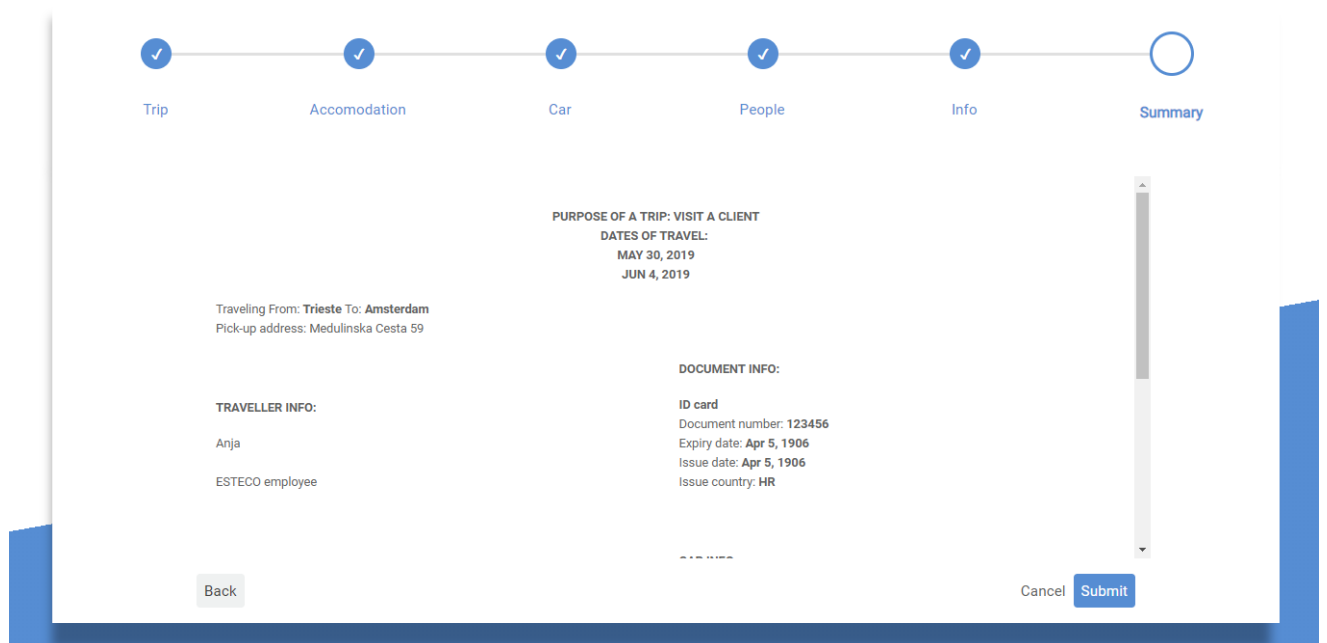 Trip
Accomodation
Car
People
Info
Summary
PURPOSE OF A TRIP: VISIT A CLIENT
DATES OF TRAVEL:
MAY 30, 2019
JUN 4, 2019
Traveling From: Trieste To: Amsterdam
Pick-up address: Medulinska Cesta 59
TRAVELLER INFO:
Anja
ESTECO employee
DOCUMENT INFO:
ID card
Document number: 123456
Expiry date: Apr 5, 1906
Issue date: Apr 5, 1906
Issue country: HR
Back
Cancel
Submit